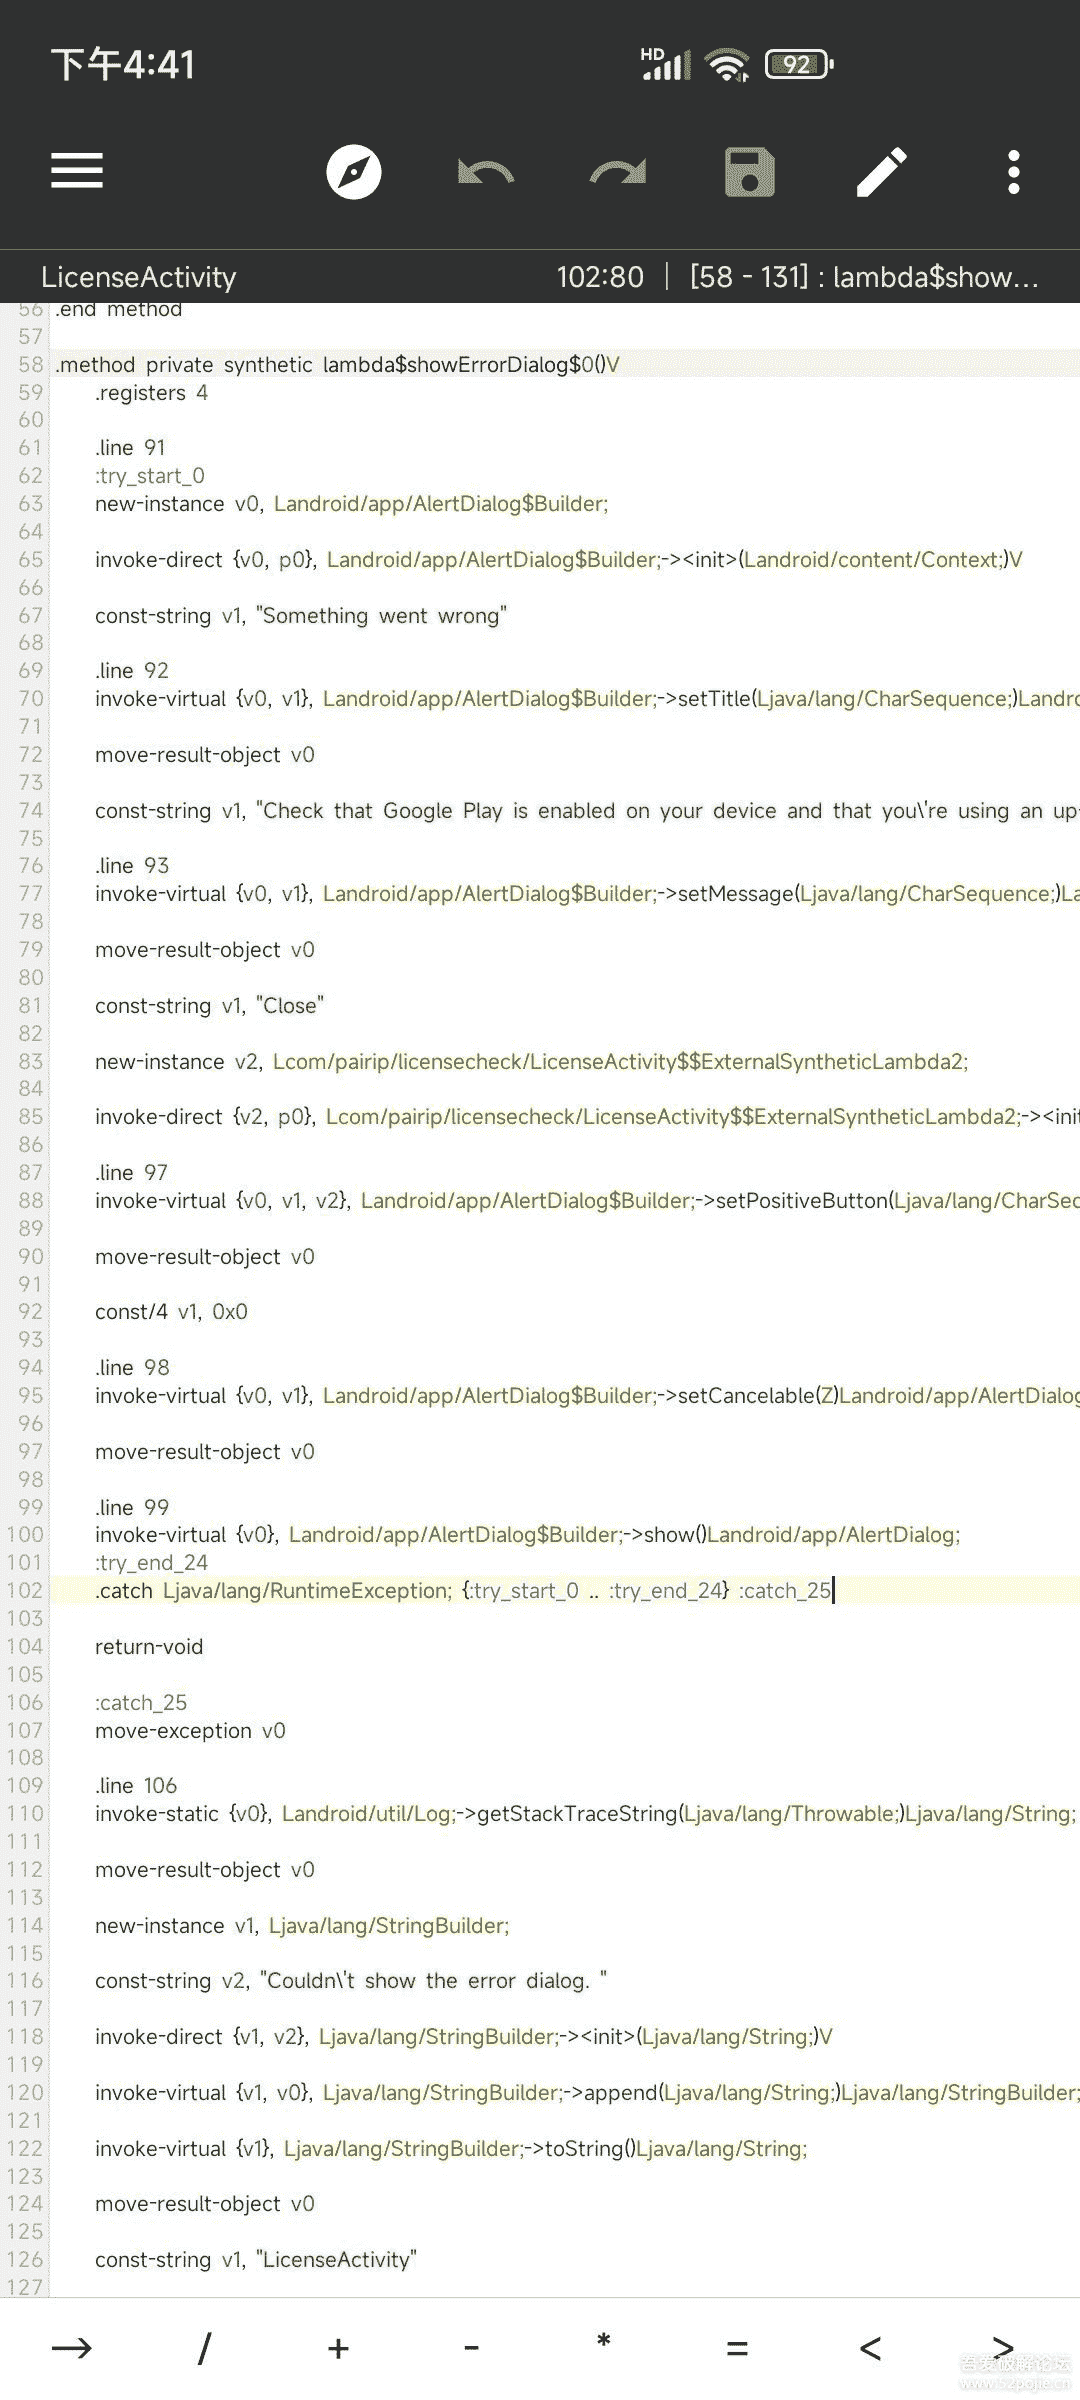 下午4:41 HD 92
LicenseActivity 102:80 | [58 - 131] : lambda$show...
56 .end method
57
58 .method private synthetic lambda$showErrorDialog$0()V
59 .registers 4
60
61 .line 91
62 :try_start_0
63 new-instance v0, Landroid/app/AlertDialog$Builder;
64
65 invoke-direct {v0, p0}, Landroid/app/AlertDialog$Builder;-><init>(Landroid/content/Context;)V
66
67 const-string v1, "Something went wrong"
68
69 .line 92
70 invoke-virtual {v0, v1}, Landroid/app/AlertDialog$Builder;->setTitle(Ljava/lang/CharSequence;)Landro
71
72 move-result-object v0
73
74 const-string v1, "Check that Google Play is enabled on your device and that you\'re using an up-
75
76 .line 93
77 invoke-virtual {v0, v1}, Landroid/app/AlertDialog$Builder;->setMessage(Ljava/lang/CharSequence;)La
78
79 move-result-object v0
80
81 const-string v1, "Close"
82
83 new-instance v2, Lcom/pairip/licensecheck/LicenseActivity$$ExternalSyntheticLambda2;
84
85 invoke-direct {v2, p0}, Lcom/pairip/licensecheck/LicenseActivity$$ExternalSyntheticLambda2;-><init
86
87 .line 97
88 invoke-virtual {v0, v1, v2}, Landroid/app/AlertDialog$Builder;->setPositiveButton(Ljava/lang/CharSeq
89
90 move-result-object v0
91
92 const/4 v1, 0x0
93
94 .line 98
95 invoke-virtual {v0, v1}, Landroid/app/AlertDialog$Builder;->setCancelable(Z)Landroid/app/AlertDialog
96
97 move-result-object v0
98
99 .line 99
100 invoke-virtual {v0}, Landroid/app/AlertDialog$Builder;->show()Landroid/app/AlertDialog;
101 :try_end_24
102 .catch Ljava/lang/RuntimeException; {:try_start_0 .. :try_end_24} :catch_25
103
104 return-void
105
106 :catch_25
107 move-exception v0
108
109 .line 106
110 invoke-static {v0}, Landroid/util/Log;->getStackTraceString(Ljava/lang/Throwable;)Ljava/lang/String;
111
112 move-result-object v0
113
114 new-instance v1, Ljava/lang/StringBuilder;
115
116 const-string v2, "Couldn\'t show the error dialog. "
117
118 invoke-direct {v1, v2}, Ljava/lang/StringBuilder;-><init>(Ljava/lang/String;)V
119
120 invoke-virtual {v1, v0}, Ljava/lang/StringBuilder;->append(Ljava/lang/String;)Ljava/lang/StringBuilder;
121
122 invoke-virtual {v1}, Ljava/lang/StringBuilder;->toString()Ljava/lang/String;
123
124 move-result-object v0
125
126 const-string v1, "LicenseActivity"
127
→ / + - * = < >
吾爱破解论坛
www.52pojie.cn